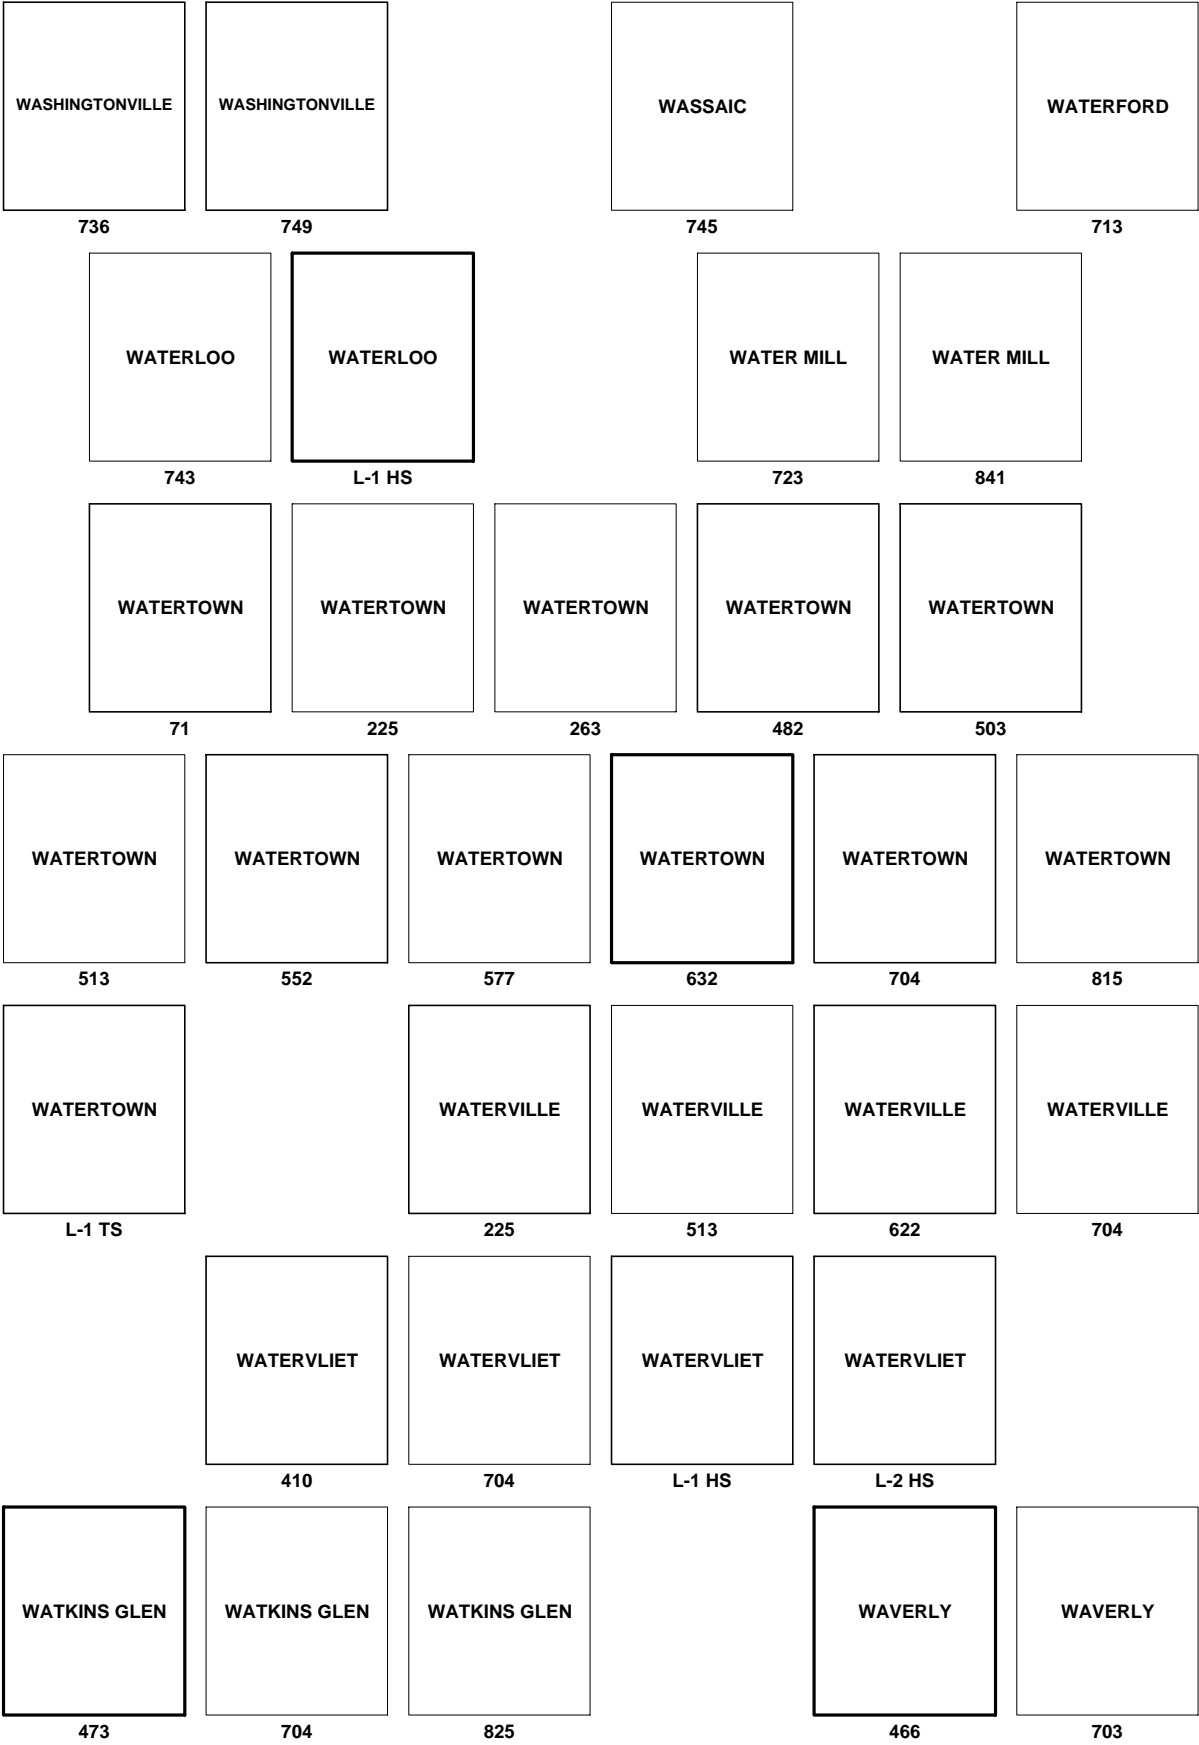 WASHINGTONVILLE WASHINGTONVILLE WASSAIC WATERFORD
736 749 745 713
WATERLOO WATERLOO WATER MILL WATER MILL
743 L-1 HS 723 841
WATERTOWN WATERTOWN WATERTOWN WATERTOWN WATERTOWN
71 225 263 482 503
WATERTOWN WATERTOWN WATERTOWN WATERTOWN WATERTOWN WATERTOWN
513 552 577 632 704 815
WATERTOWN WATERVILLE WATERVILLE WATERVILLE WATERVILLE
L-1 TS 225 513 622 704
WATERVLIET WATERVLIET WATERVLIET WATERVLIET
410 704 L-1 HS L-2 HS
WATKINS GLEN WATKINS GLEN WATKINS GLEN WAVERLY WAVERLY
473 704 825 466 703